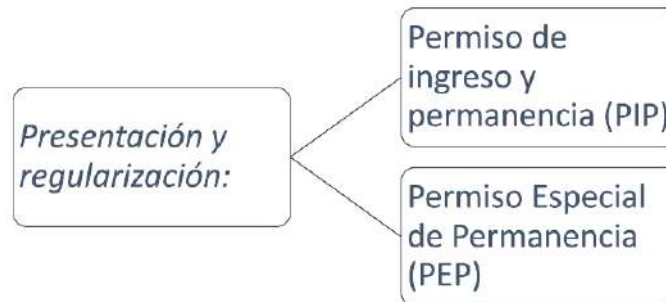 Presentación y
regularización:
Permiso de
ingreso y
permanencia (PIP)
Permiso Especial
de Permanencia
(PEP)